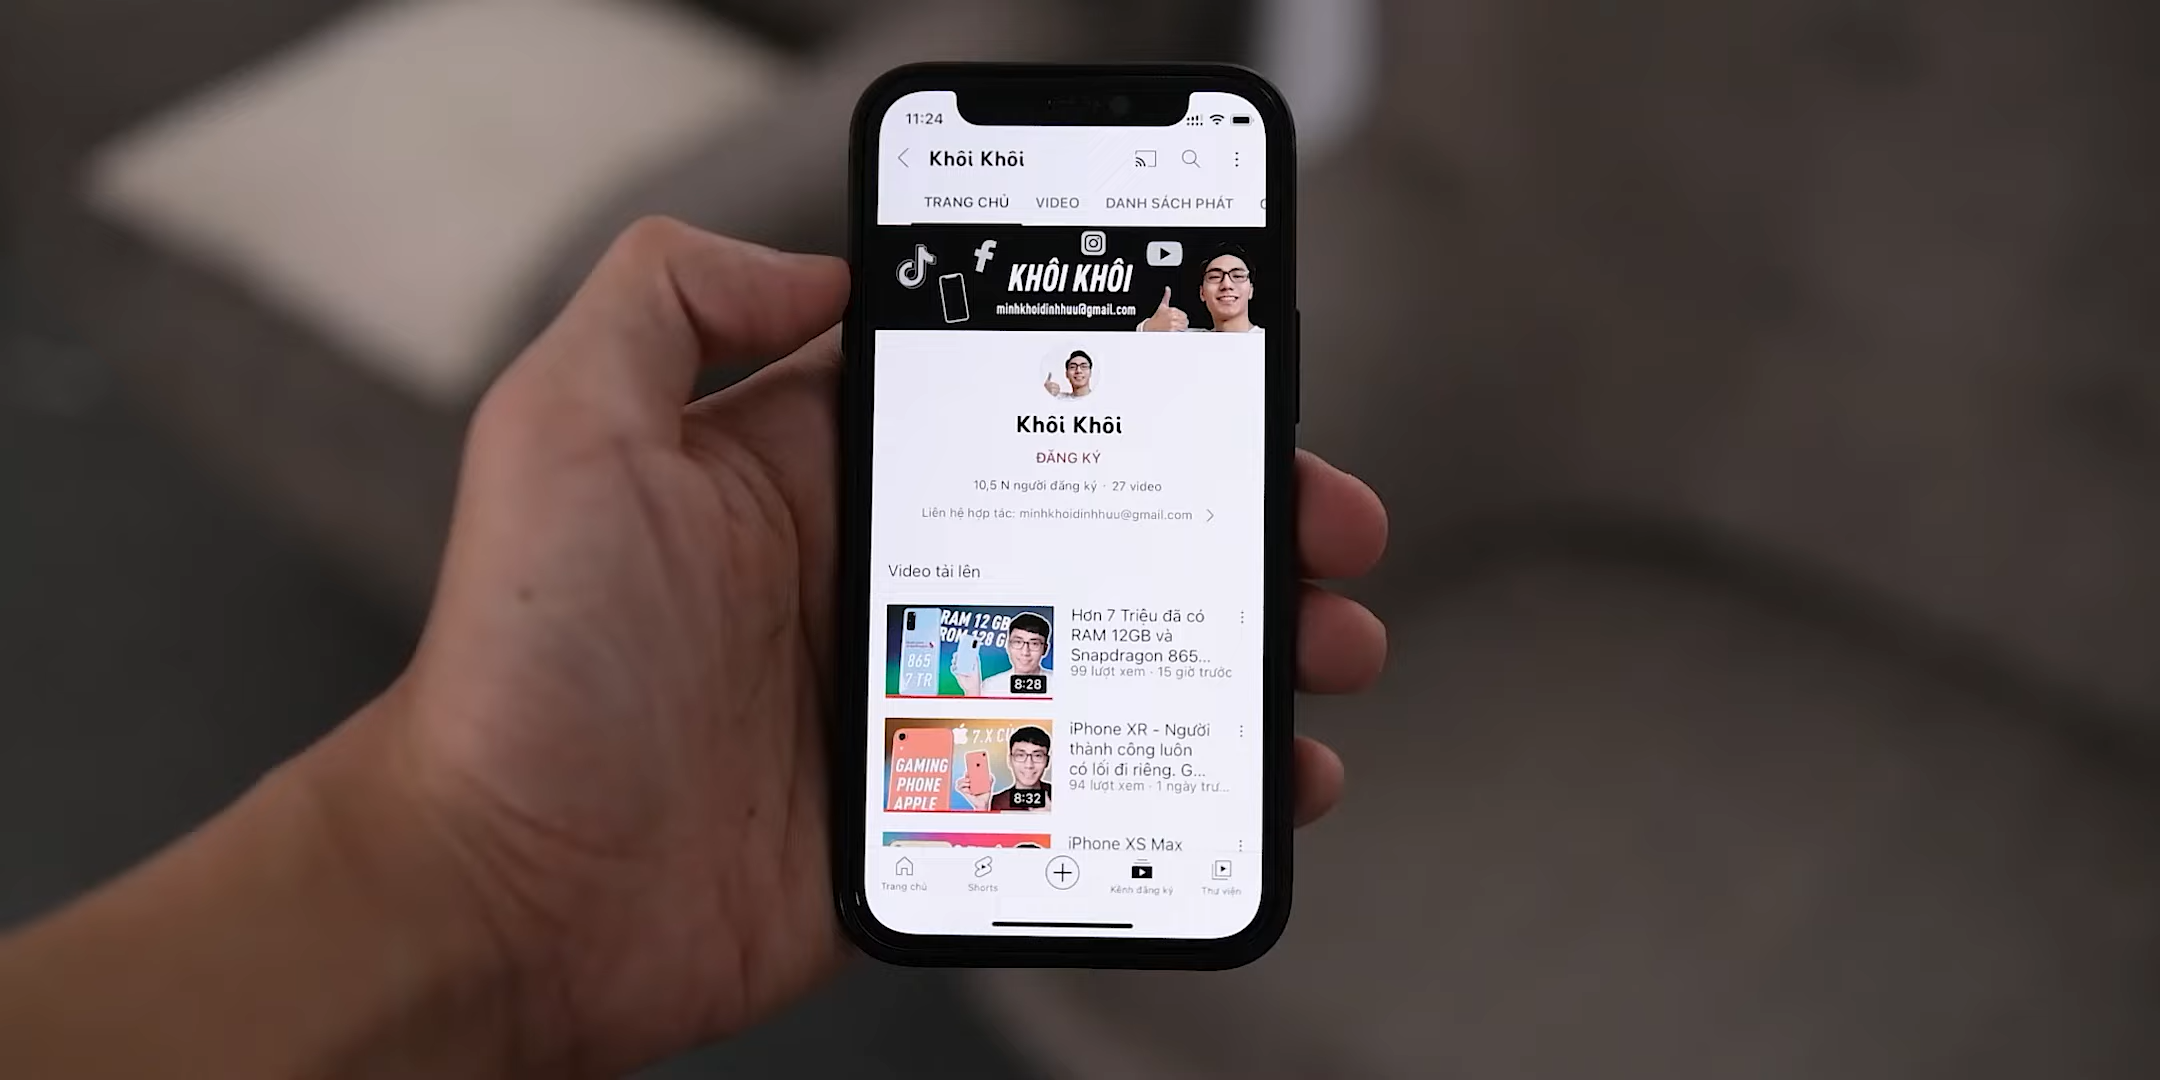 11:24
Khôi Khôi
TRANG CHỦ VIDEO DANH SÁCH PHÁT
KHÔI KHÔI
minhkhoidinhhuu@gmail.com
Khôi Khôi
ĐĂNG KÝ
10,5 N người đăng ký · 27 video
Liên hệ hợp tác: minhkhoidinhhuu@gmail.com
Video tải lên
RAM 12 GB
ROM 128 G
865
7 TR
8:28
Hơn 7 Triệu đã có
RAM 12GB và
Snapdragon 865...
99 lượt xem · 15 giờ trước
7.X CỦ
GAMING
PHONE
APPLE
8:32
iPhone XR - Người
thành công luôn
có lối đi riêng. G...
94 lượt xem · 1 ngày trư...
iPhone XS Max
Trang chủ Shorts Kênh đăng ký Thư viện